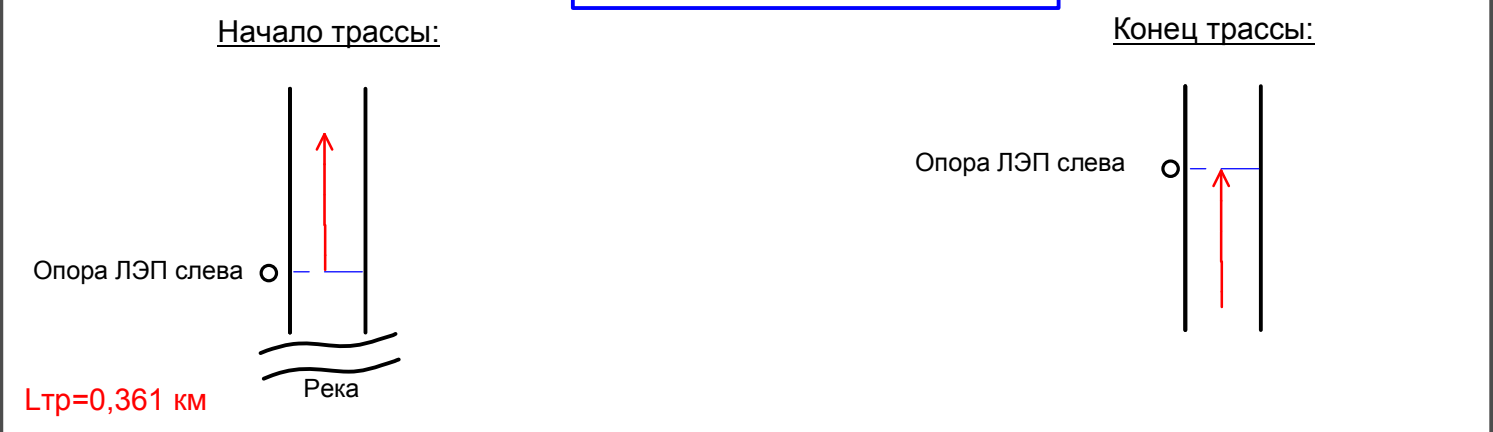 Начало трассы:
Конец трассы:
Опора ЛЭП слева
Опора ЛЭП слева
Река
Lтр=0,361 км